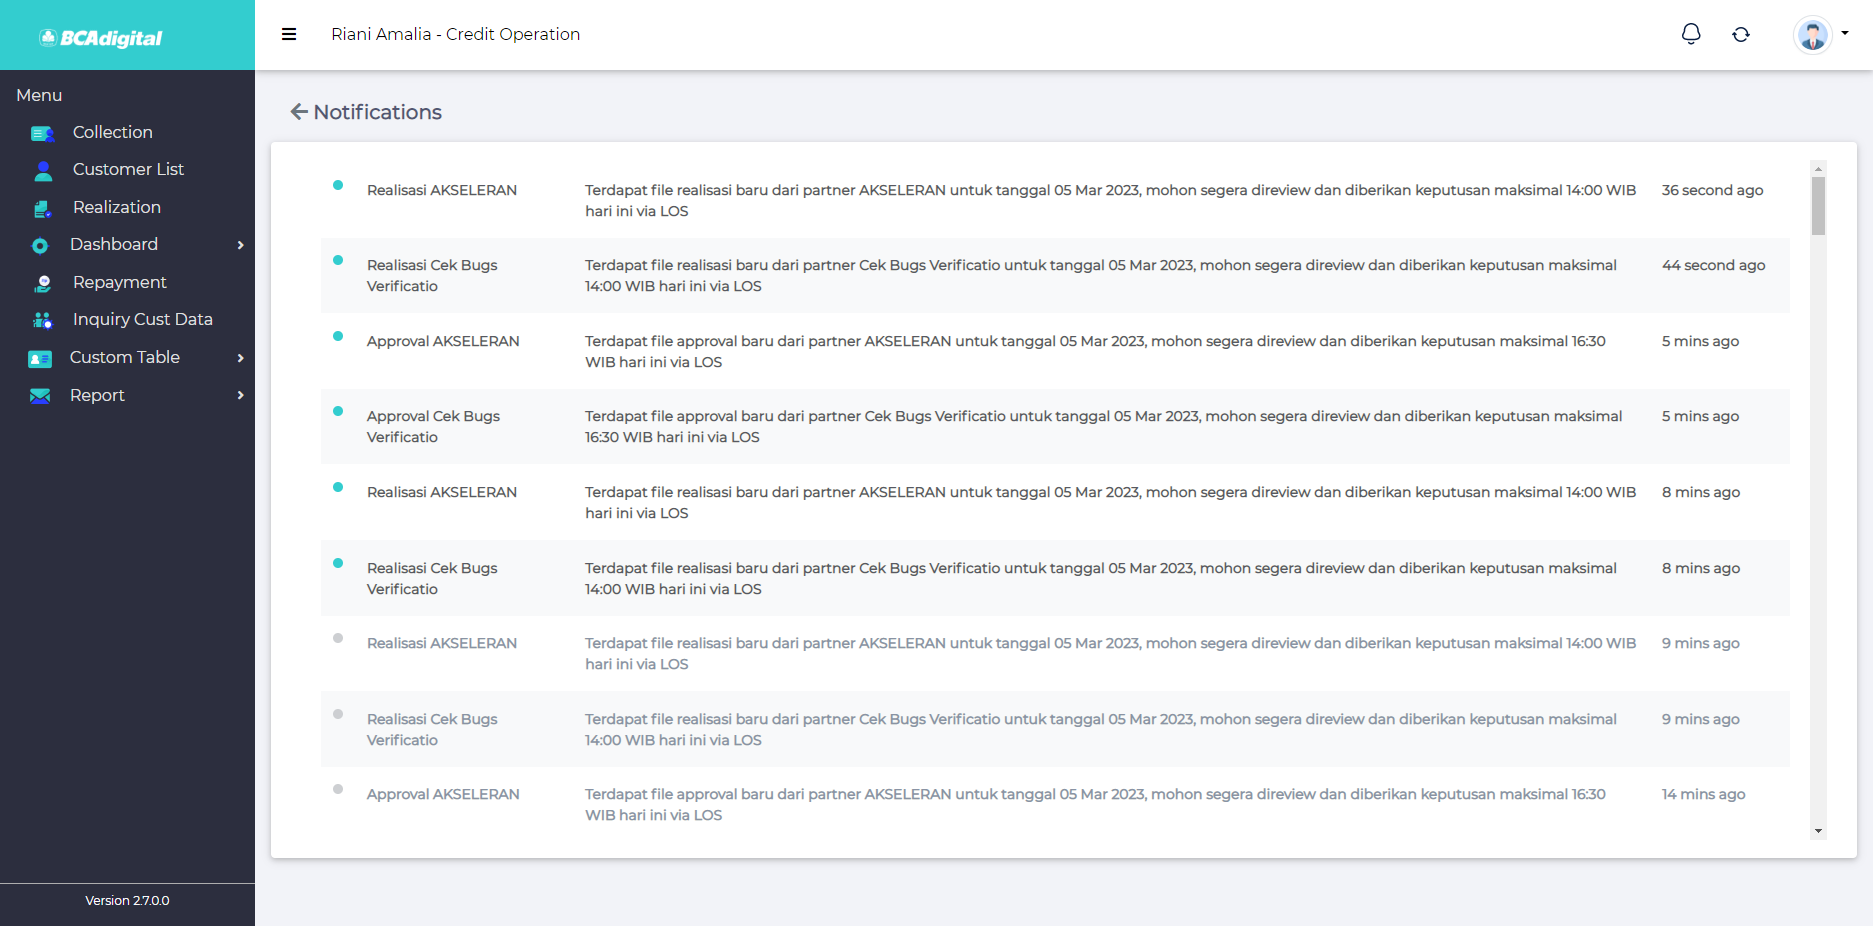 BCAdigital
Riani Amalia - Credit Operation
Menu
Collection
Customer List
Realization
Dashboard
Repayment
Inquiry Cust Data
Custom Table
Report
Version 2.7.0.0
Notifications
Realisasi AKSELERAN
Terdapat file realisasi baru dari partner AKSELERAN untuk tanggal 05 Mar 2023, mohon segera direview dan diberikan keputusan maksimal 14:00 WIB
hari ini via LOS
36 second ago
Realisasi Cek Bugs
Verificatio
Terdapat file realisasi baru dari partner Cek Bugs Verificatio untuk tanggal 05 Mar 2023, mohon segera direview dan diberikan keputusan maksimal
14:00 WIB hari ini via LOS
44 second ago
Approval AKSELERAN
Terdapat file approval baru dari partner AKSELERAN untuk tanggal 05 Mar 2023, mohon segera direview dan diberikan keputusan maksimal 16:30
WIB hari ini via LOS
5 mins ago
Approval Cek Bugs
Verificatio
Terdapat file approval baru dari partner Cek Bugs Verificatio untuk tanggal 05 Mar 2023, mohon segera direview dan diberikan keputusan maksimal
16:30 WIB hari ini via LOS
5 mins ago
Realisasi AKSELERAN
Terdapat file realisasi baru dari partner AKSELERAN untuk tanggal 05 Mar 2023, mohon segera direview dan diberikan keputusan maksimal 14:00 WIB
hari ini via LOS
8 mins ago
Realisasi Cek Bugs
Verificatio
Terdapat file realisasi baru dari partner Cek Bugs Verificatio untuk tanggal 05 Mar 2023, mohon segera direview dan diberikan keputusan maksimal
14:00 WIB hari ini via LOS
8 mins ago
Realisasi AKSELERAN
Terdapat file realisasi baru dari partner AKSELERAN untuk tanggal 05 Mar 2023, mohon segera direview dan diberikan keputusan maksimal 14:00 WIB
hari ini via LOS
9 mins ago
Realisasi Cek Bugs
Verificatio
Terdapat file realisasi baru dari partner Cek Bugs Verificatio untuk tanggal 05 Mar 2023, mohon segera direview dan diberikan keputusan maksimal
14:00 WIB hari ini via LOS
9 mins ago
Approval AKSELERAN
Terdapat file approval baru dari partner AKSELERAN untuk tanggal 05 Mar 2023, mohon segera direview dan diberikan keputusan maksimal 16:30
WIB hari ini via LOS
14 mins ago